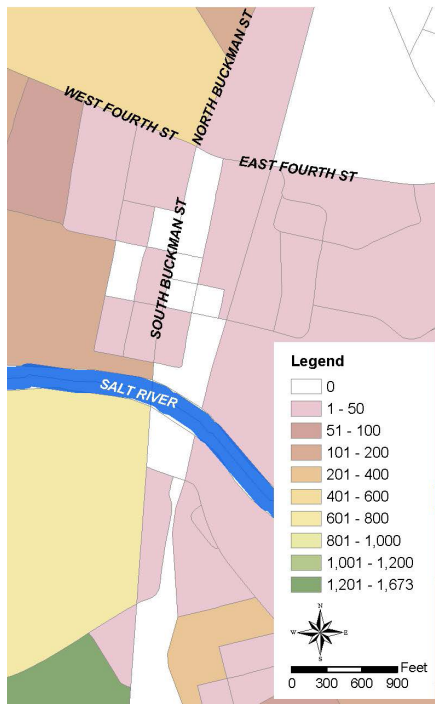 NORTH BUCKMAN ST
WEST FOURTH ST
EAST FOURTH ST
SOUTH BUCKMAN ST
SALT RIVER
Legend
0
1 - 50
51 - 100
101 - 200
201 - 400
401 - 600
601 - 800
801 - 1,000
1,001 - 1,200
1,201 - 1,673
N
W E
S
Feet
0 300 600 900